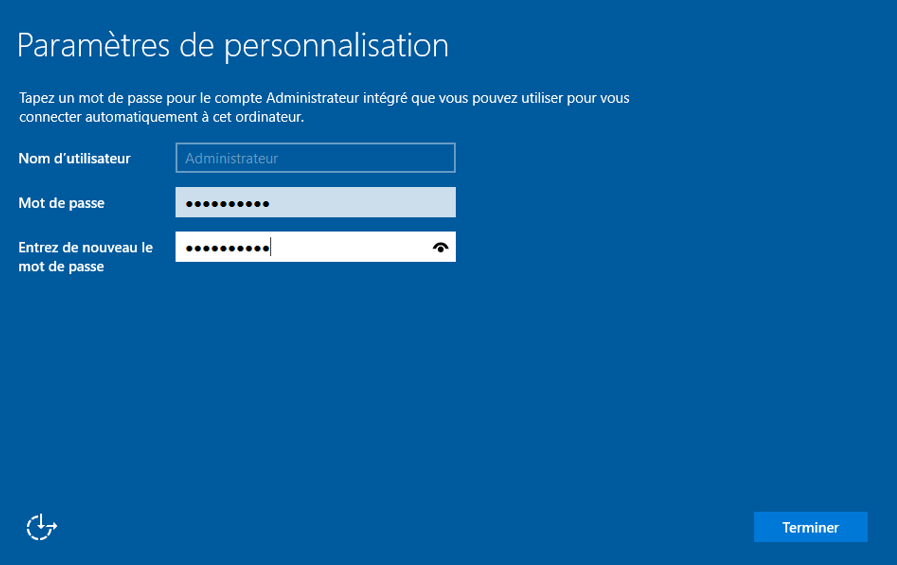 Paramètres de personnalisation
Tapez un mot de passe pour le compte Administrateur intégré que vous pouvez utiliser pour vous
connecter automatiquement à cet ordinateur.
Nom d'utilisateur
Administrateur
Mot de passe
••••••••••
Entrez de nouveau le
mot de passe
••••••••••
Terminer